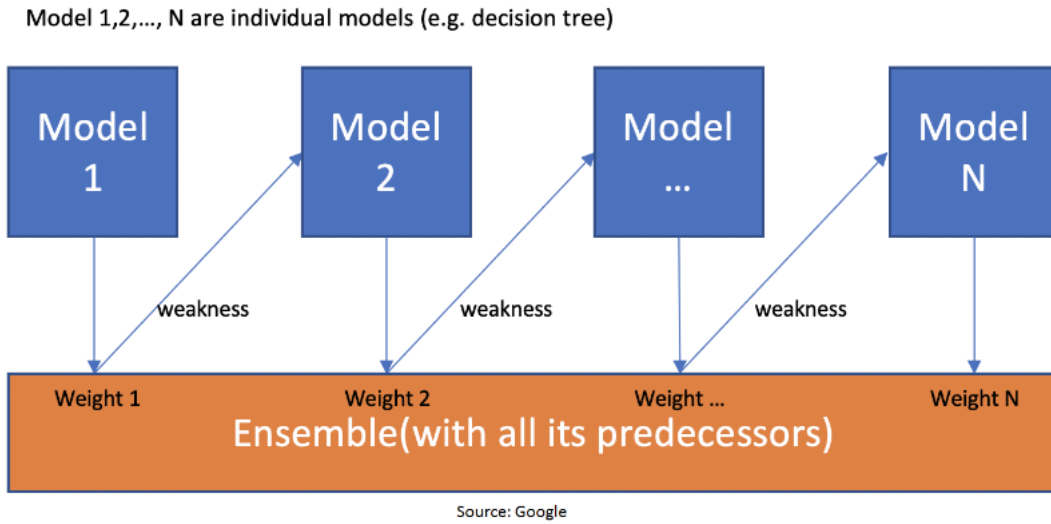 Model 1,2,..., N are individual models (e.g. decision tree)
Model
1
Model
2
Model
...
Model
N
weakness
weakness
weakness
Weight 1
Weight 2
Weight ...
Weight N
Ensemble(with all its predecessors)
Source: Google